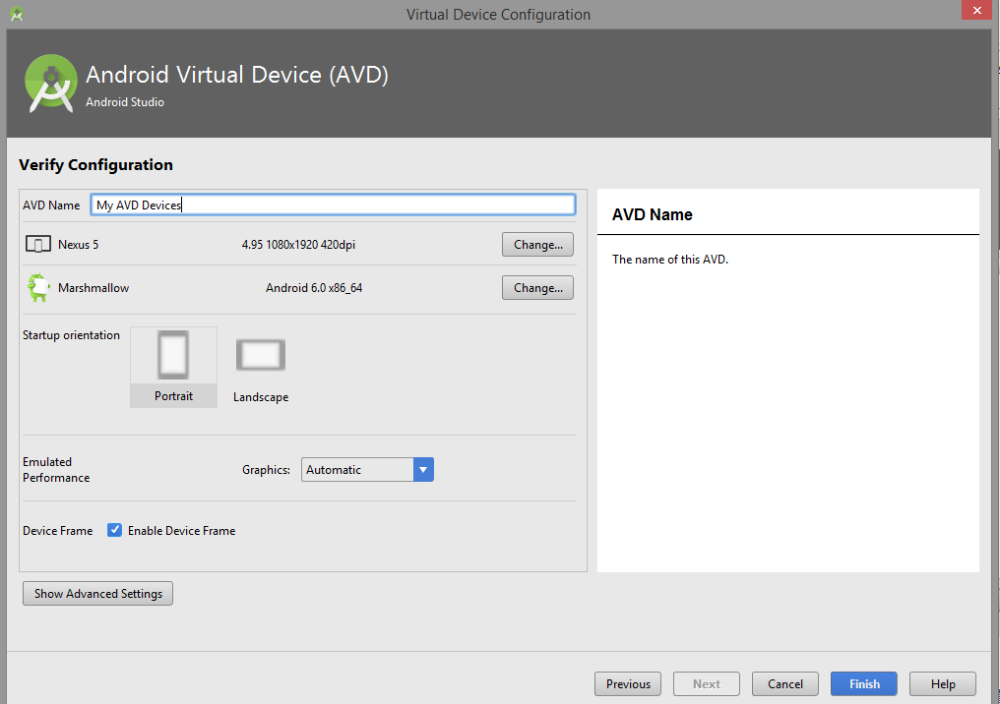 Virtual Device Configuration
Android Virtual Device (AVD)
Android Studio
Verify Configuration
AVD Name My AVD Devices
Nexus 5 4.95 1080x1920 420dpi Change...
Marshmallow Android 6.0 x86_64 Change...
Startup orientation
Portrait Landscape
Emulated
Performance
Graphics: Automatic
Device Frame Enable Device Frame
Show Advanced Settings
AVD Name
The name of this AVD.
Previous Next Cancel Finish Help